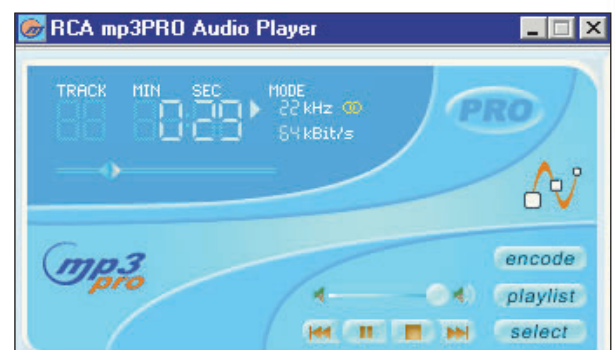 RCA mp3PRO Audio Player
TRACK MIN SEC MODE
0:29 22 kHz
64 kBit/s
PRO
mp3
pro
encode
playlist
select